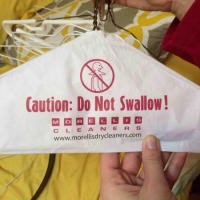 Caution: Do Not Swallow!
MORELLIS
CLEANERS
www.morellisdrycleaners.com